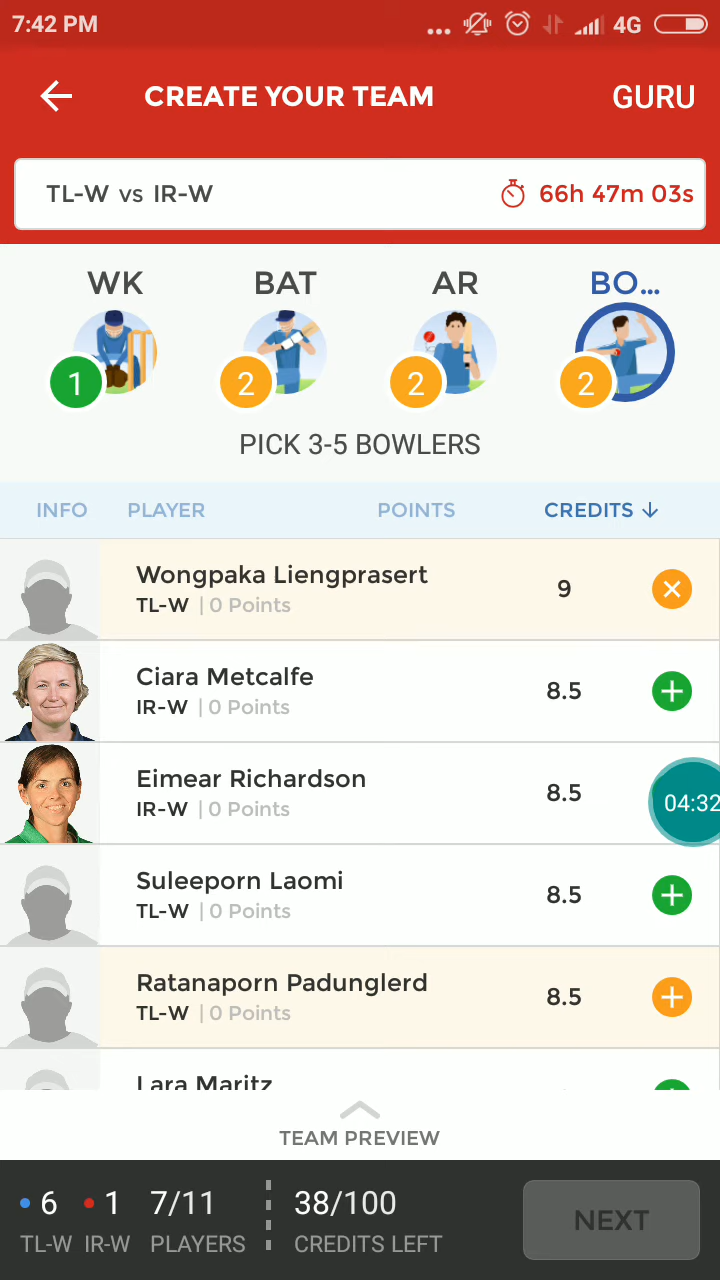 7:42 PM ... 4G
CREATE YOUR TEAM GURU
TL-W vs IR-W 66h 47m 03s
WK BAT AR BO...
1 2 2 2
PICK 3-5 BOWLERS
INFO PLAYER POINTS CREDITS
Wongpaka Liengprasert
TL-W | 0 Points 9
Ciara Metcalfe
IR-W | 0 Points 8.5
Eimear Richardson
IR-W | 0 Points 8.5
04:32
Suleeporn Laomi
TL-W | 0 Points 8.5
Ratanaporn Padunglerd
TL-W | 0 Points 8.5
Lara Maritz
TEAM PREVIEW
6 1 7/11 38/100 NEXT
TL-W IR-W PLAYERS CREDITS LEFT